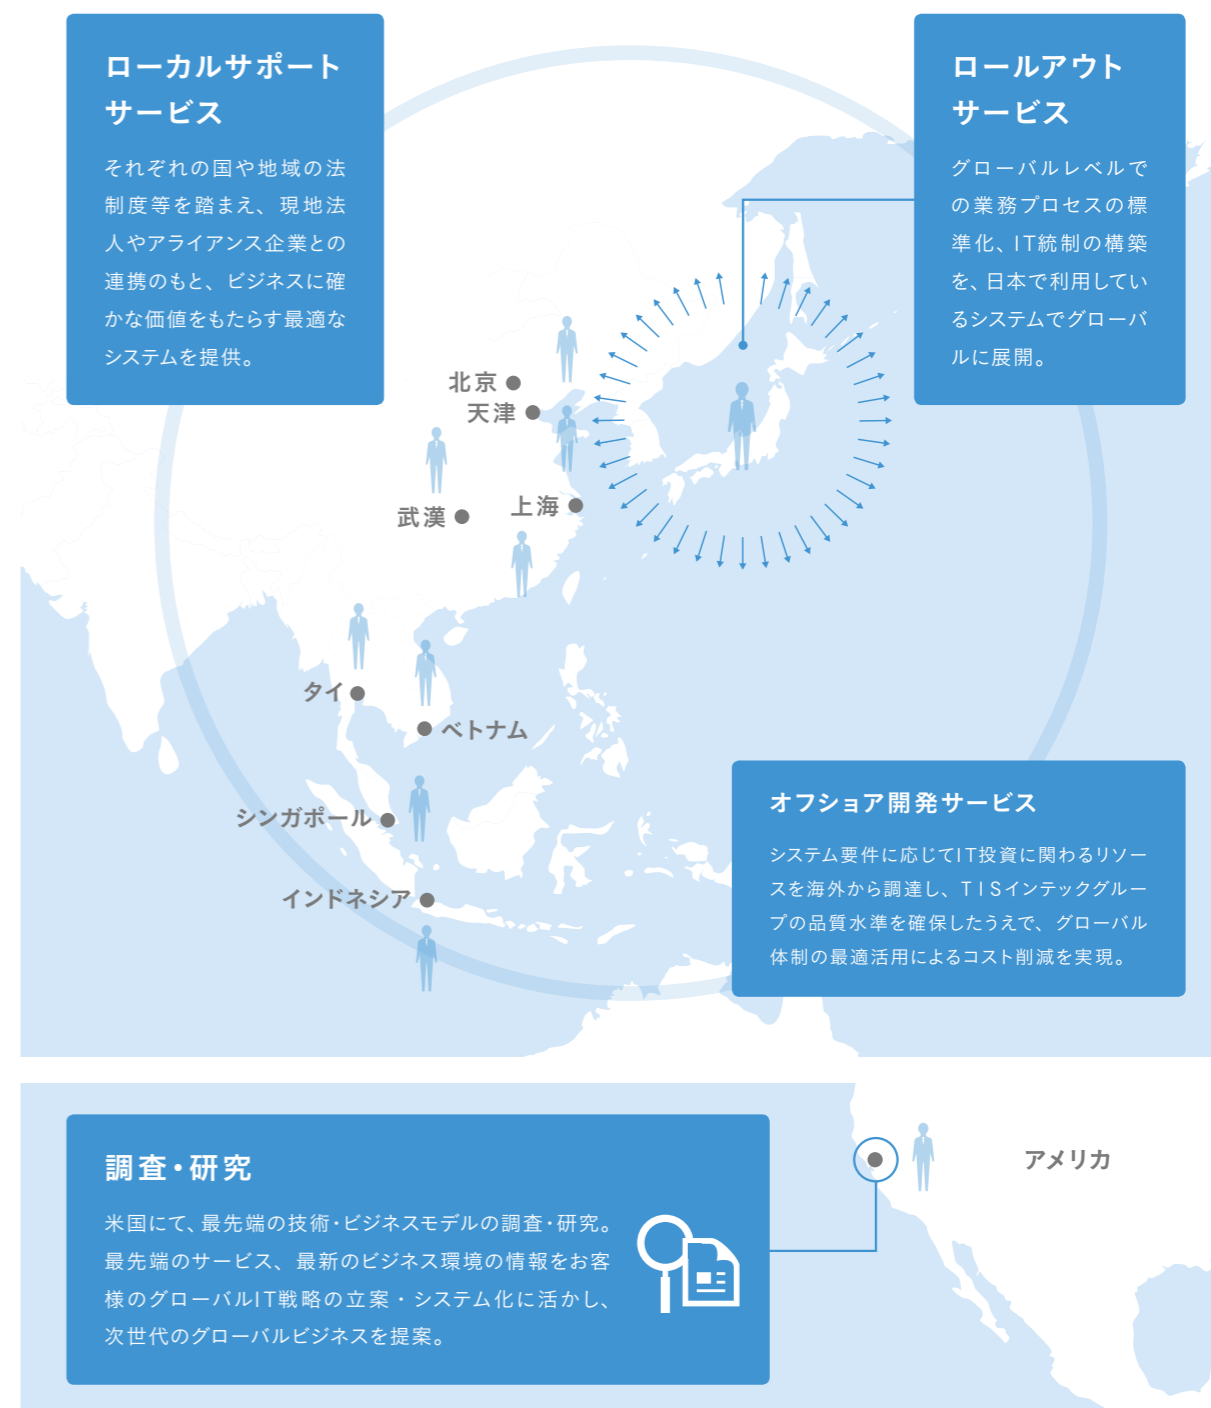 ローカルサポート
サービス
それぞれの国や地域の法
制度等を踏まえ、現地法
人やアライアンス企業との
連携のもと、ビジネスに確
かな価値をもたらす最適な
システムを提供。
ロールアウト
サービス
グローバルレベルで
の業務プロセスの標
準化、IT統制の構築
を、日本で利用してい
るシステムでグローバ
ルに展開。
北京
天津
武漢
上海
タイ
ベトナム
シンガポール
インドネシア
オフショア開発サービス
システム要件に応じてIT投資に関わるリソー
スを海外から調達し、TISインテックグルー
プの品質水準を確保したうえで、グローバル
体制の最適活用によるコスト削減を実現。
調査・研究
米国にて、最先端の技術・ビジネスモデルの調査・研究。
最先端のサービス、最新のビジネス環境の情報をお客
様のグローバルIT戦略の立案・システム化に活かし、
次世代のグローバルビジネスを提案。
アメリカ